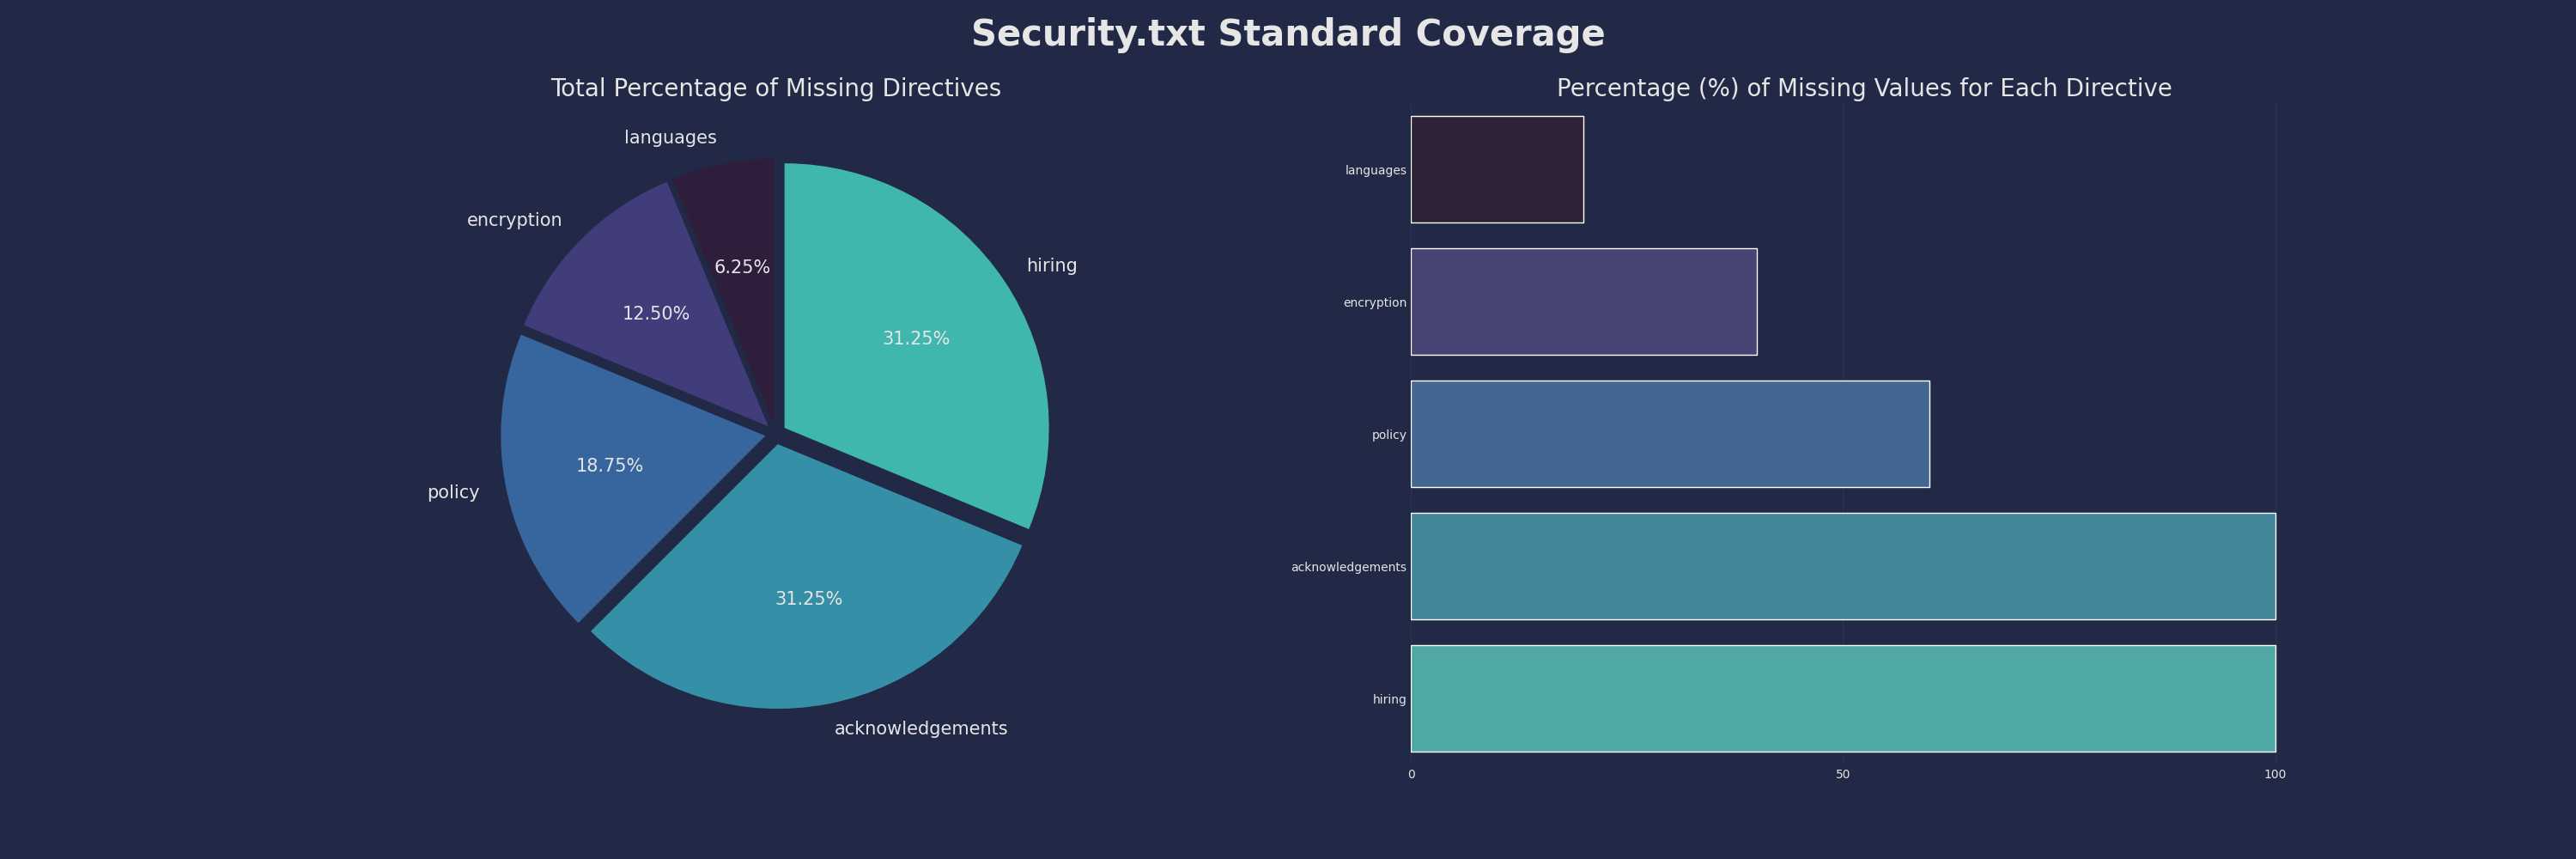 Security.txt Standard Coverage
Total Percentage of Missing Directives
languages
encryption
hiring
policy
acknowledgements
6.25%
12.50%
31.25%
18.75%
31.25%
Percentage (%) of Missing Values for Each Directive
languages
encryption
policy
acknowledgements
hiring
0 50 100